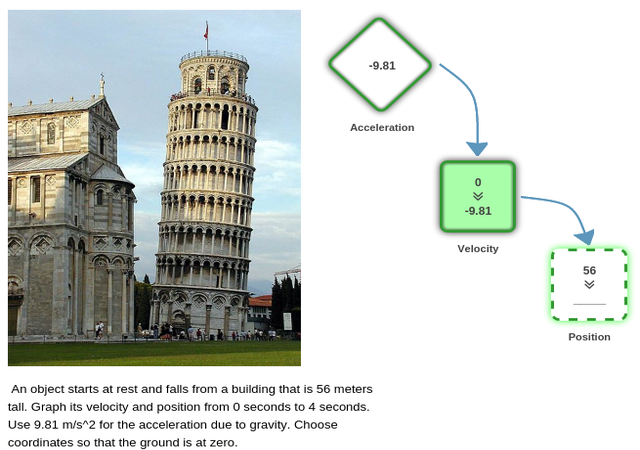 -9.81
Acceleration
0
-9.81
Velocity
56
Position
An object starts at rest and falls from a building that is 56 meters
tall. Graph its velocity and position from 0 seconds to 4 seconds.
Use 9.81 m/s^2 for the acceleration due to gravity. Choose
coordinates so that the ground is at zero.